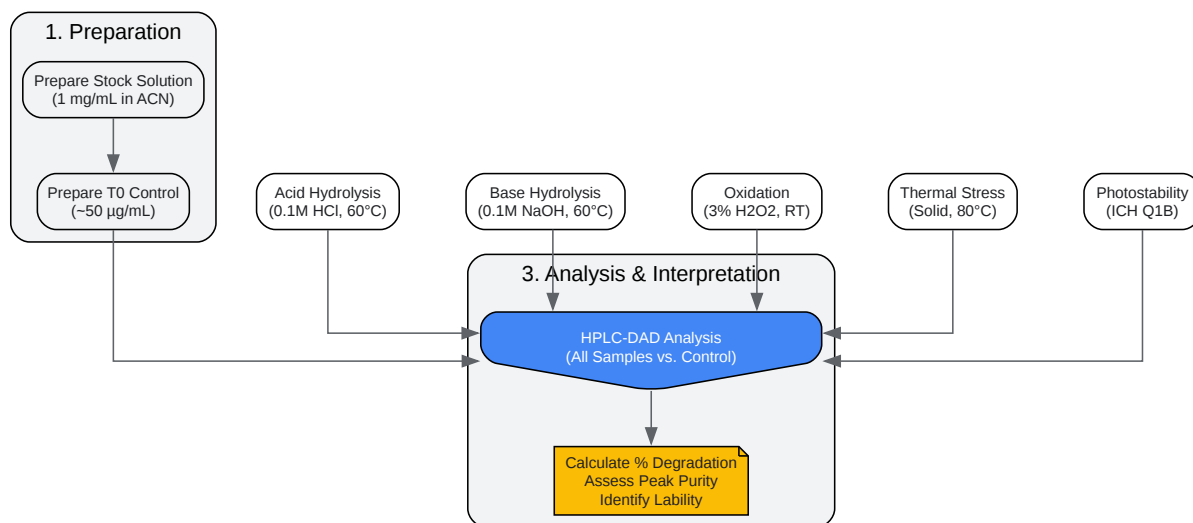 1. Preparation
Prepare Stock Solution
(1 mg/mL in ACN)
Prepare T0 Control
(~50 µg/mL)
Acid Hydrolysis
(0.1M HCl, 60°C)
Base Hydrolysis
(0.1M NaOH, 60°C)
Oxidation
(3% H2O2, RT)
Thermal Stress
(Solid, 80°C)
Photostability
(ICH Q1B)
3. Analysis & Interpretation
HPLC-DAD Analysis
(All Samples vs. Control)
Calculate % Degradation
Assess Peak Purity
Identify Lability